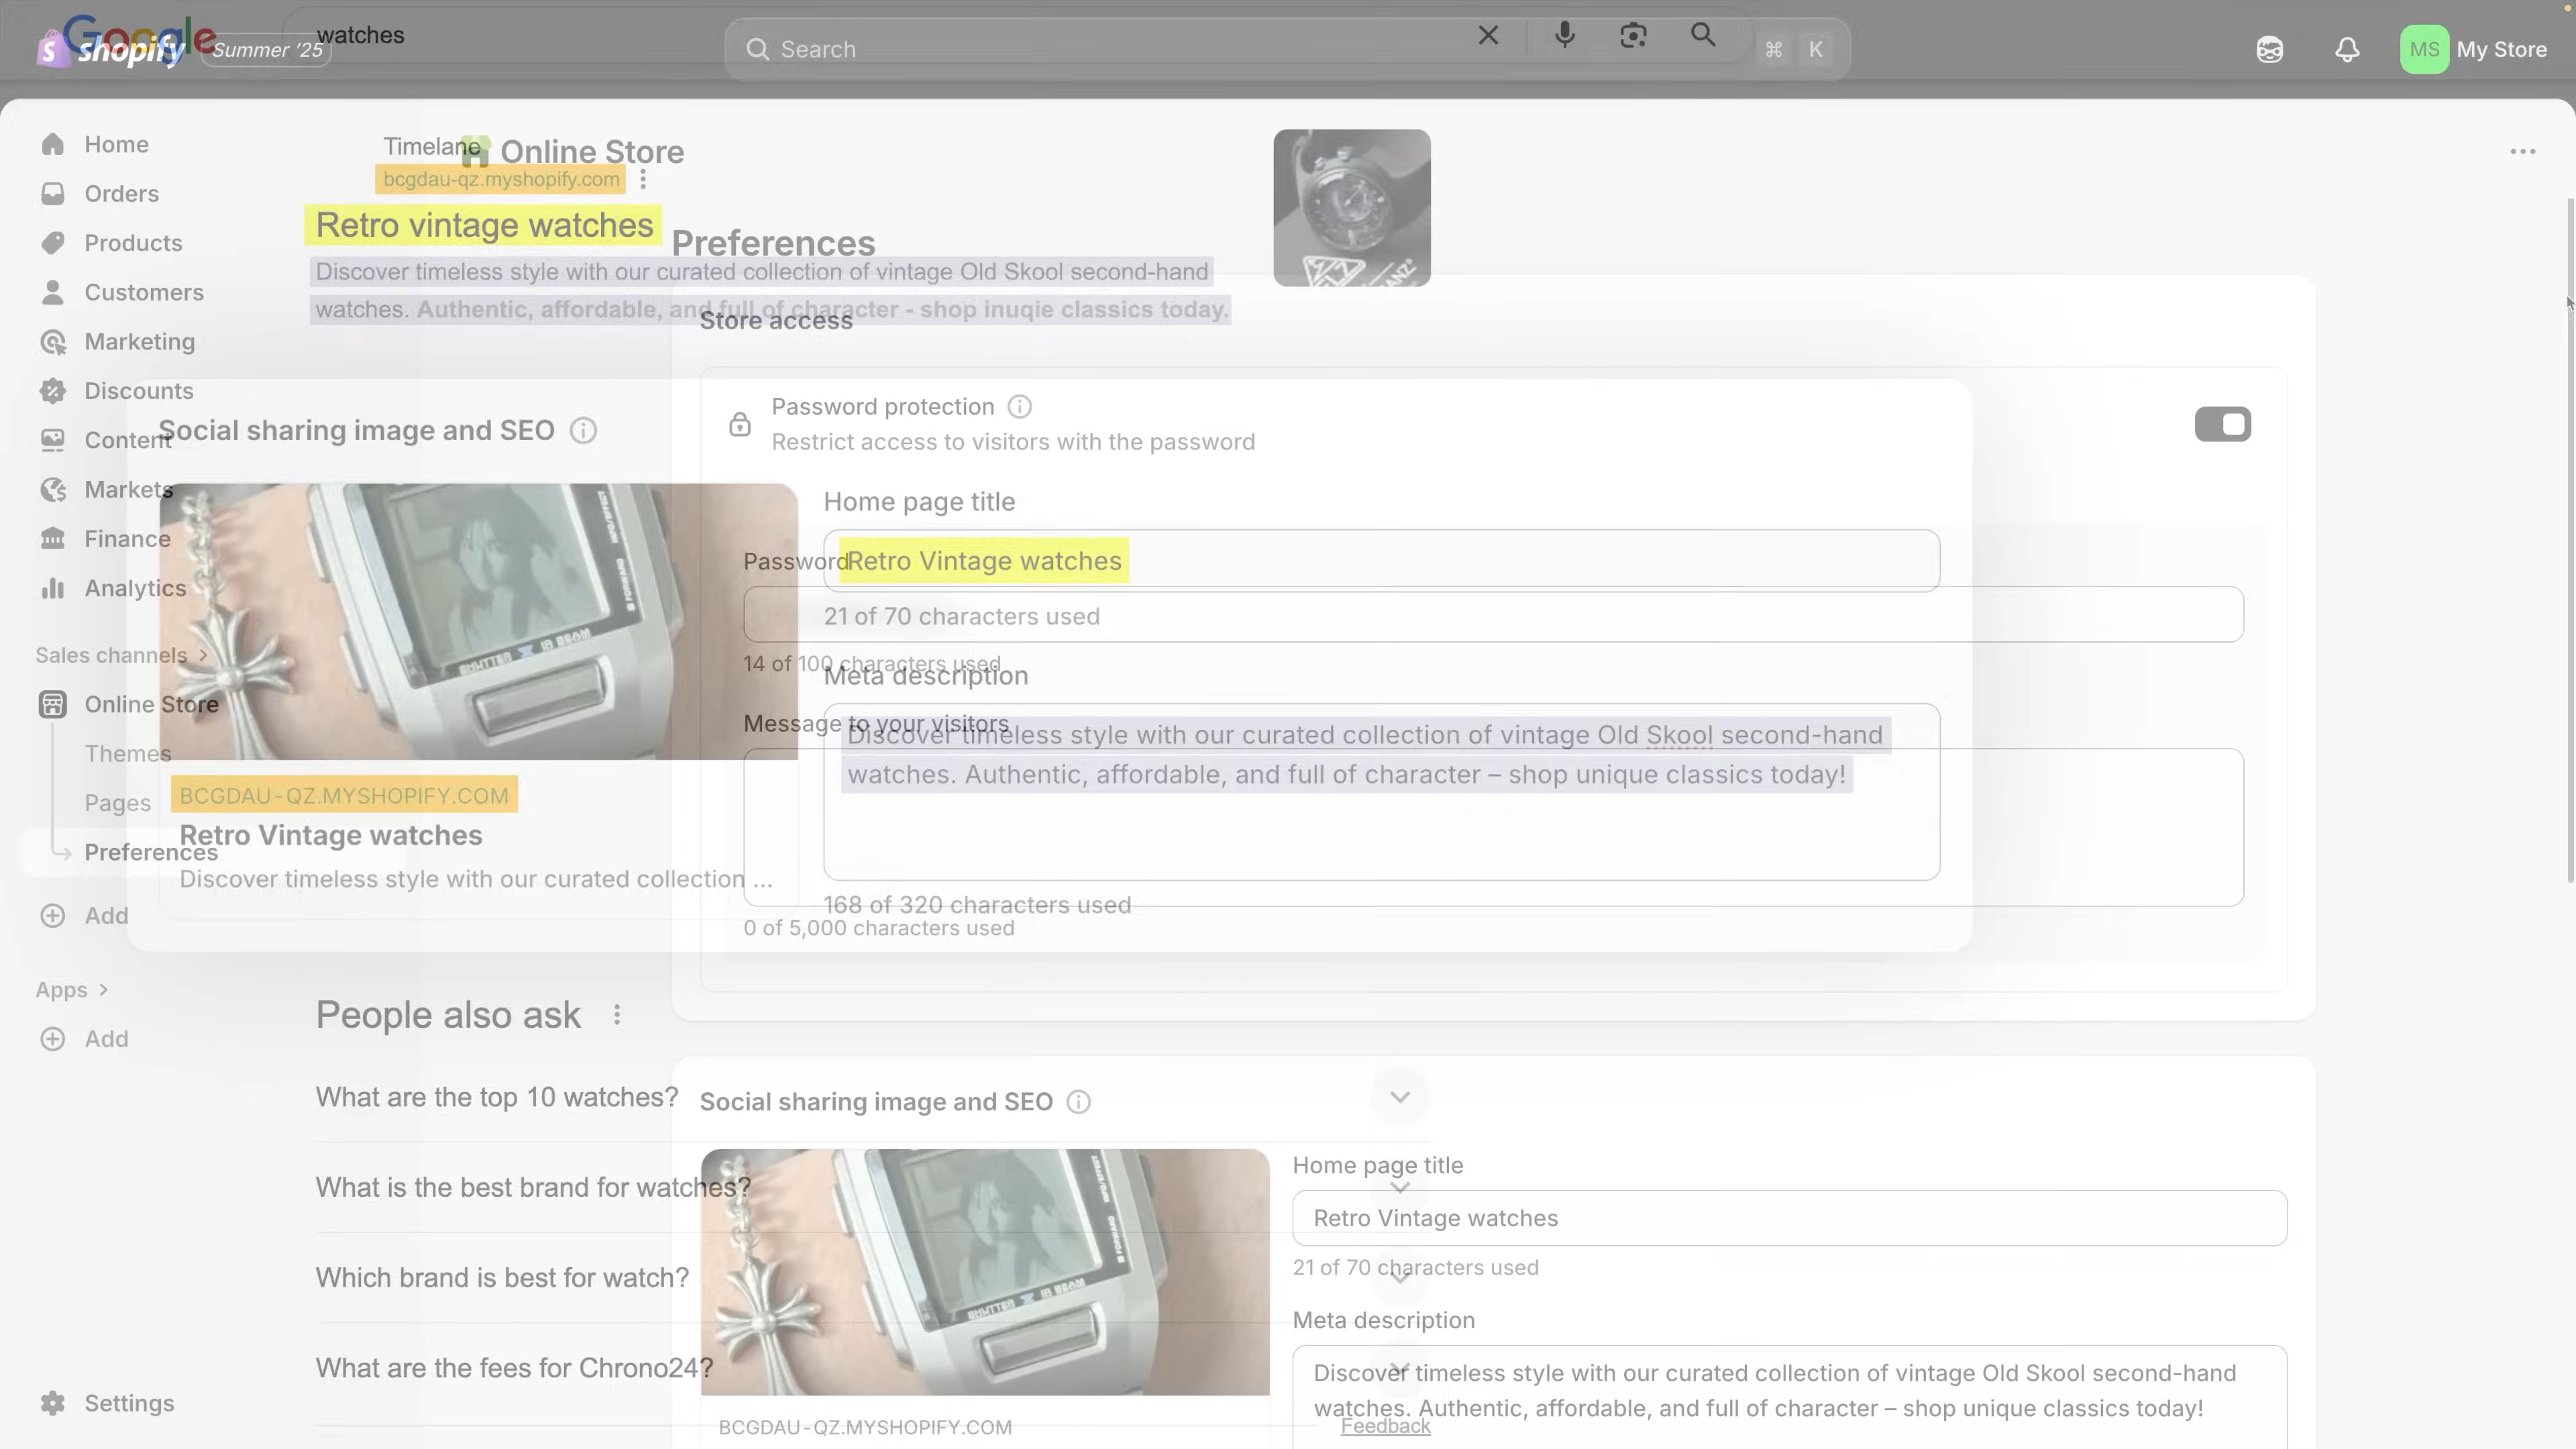 Google
watches
shopify
Summer '25
Search
⌘ K
MS
My Store
Home
Orders
Products
Customers
Marketing
Discounts
Content
Markets
Finance
Analytics
Sales channels >
Online Store
Themes
Pages
Preferences
Add
Apps >
Add
Settings
Timelane
bcgdau-qz.myshopify.com
Retro vintage watches
Discover timeless style with our curated collection of vintage Old Skool second-hand
watches. Authentic, affordable, and full of character - shop inuqie classics today.
People also ask
What are the top 10 watches?
What is the best brand for watches?
Which brand is best for watch?
What are the fees for Chrono24?
Feedback
Social sharing image and SEO
SHUTTER
ID BEAM
BCGDAU-QZ.MYSHOPIFY.COM
Retro Vintage watches
Discover timeless style with our curated collection ...
Home page title
Retro Vintage watches
21 of 70 characters used
Meta description
Discover timeless style with our curated collection of vintage Old Skool second-hand
watches. Authentic, affordable, and full of character – shop unique classics today!
168 of 320 characters used
Online Store
Preferences
Store access
Password protection
Restrict access to visitors with the password
Password
14 of 100 characters used
Message to your visitors
0 of 5,000 characters used
Social sharing image and SEO
BCGDAU-QZ.MYSHOPIFY.COM
Home page title
Retro Vintage watches
21 of 70 characters used
Meta description
Discover timeless style with our curated collection of vintage Old Skool second-hand
watches. Authentic, affordable, and full of character – shop unique classics today!